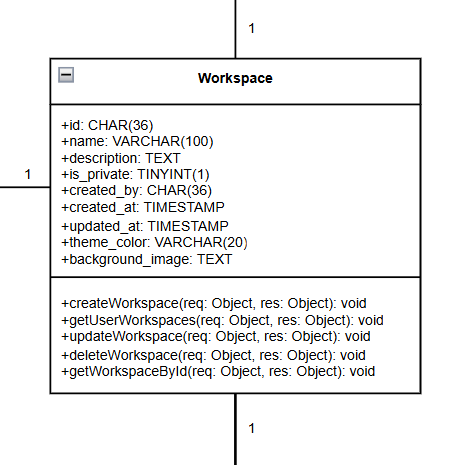 1
Workspace
+id: CHAR(36)
+name: VARCHAR(100)
+description: TEXT
1
+is_private: TINYINT(1)
+created_by: CHAR(36)
+created_at: TIMESTAMP
+updated_at: TIMESTAMP
+theme_color: VARCHAR(20)
+background_image: TEXT
+createWorkspace(req: Object, res: Object): void
+getUserWorkspaces(req: Object, res: Object): void
+updateWorkspace(req: Object, res: Object): void
+deleteWorkspace(req: Object, res: Object): void
+getWorkspaceById(req: Object, res: Object): void
1